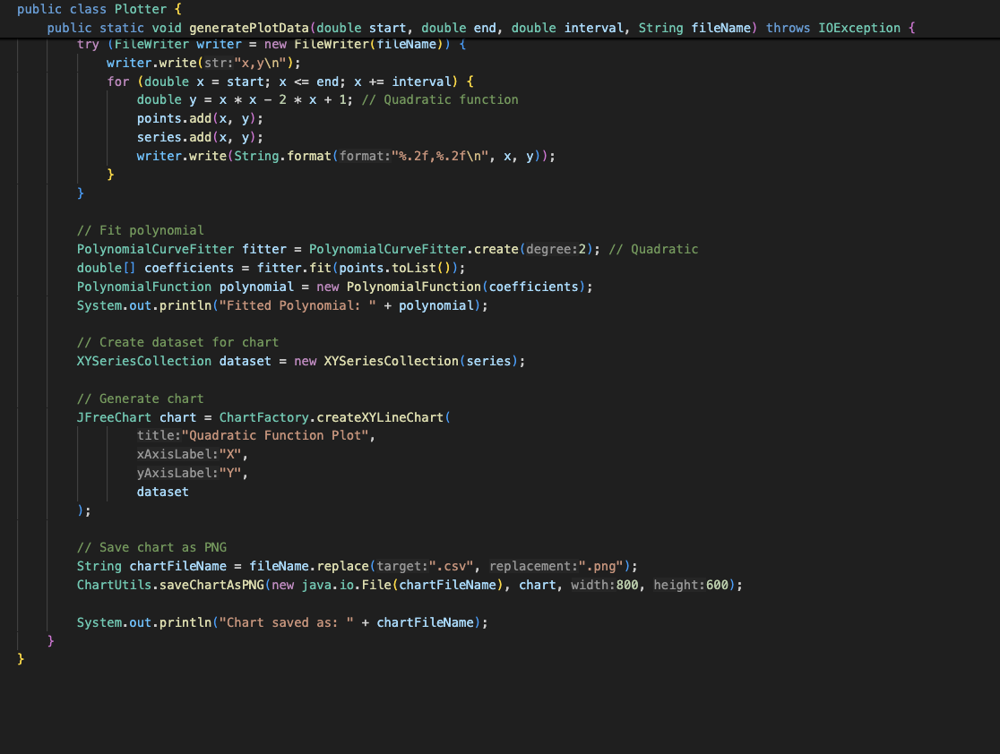 public class Plotter {
    public static void generatePlotData(double start, double end, double interval, String fileName) throws IOException {
        try (FileWriter writer = new FileWriter(fileName)) {
            writer.write(str:"x,y\n");
            for (double x = start; x <= end; x += interval) {
                double y = x * x - 2 * x + 1; // Quadratic function
                points.add(x, y);
                series.add(x, y);
                writer.write(String.format(format:"%.2f,%.2f\n", x, y));
            }
        }

        // Fit polynomial
        PolynomialCurveFitter fitter = PolynomialCurveFitter.create(degree:2); // Quadratic
        double[] coefficients = fitter.fit(points.toList());
        PolynomialFunction polynomial = new PolynomialFunction(coefficients);
        System.out.println("Fitted Polynomial: " + polynomial);

        // Create dataset for chart
        XYSeriesCollection dataset = new XYSeriesCollection(series);

        // Generate chart
        JFreeChart chart = ChartFactory.createXYLineChart(
                title:"Quadratic Function Plot",
                xAxisLabel:"X",
                yAxisLabel:"Y",
                dataset
        );

        // Save chart as PNG
        String chartFileName = fileName.replace(target:".csv", replacement:".png");
        ChartUtils.saveChartAsPNG(new java.io.File(chartFileName), chart, width:800, height:600);

        System.out.println("Chart saved as: " + chartFileName);
    }
}